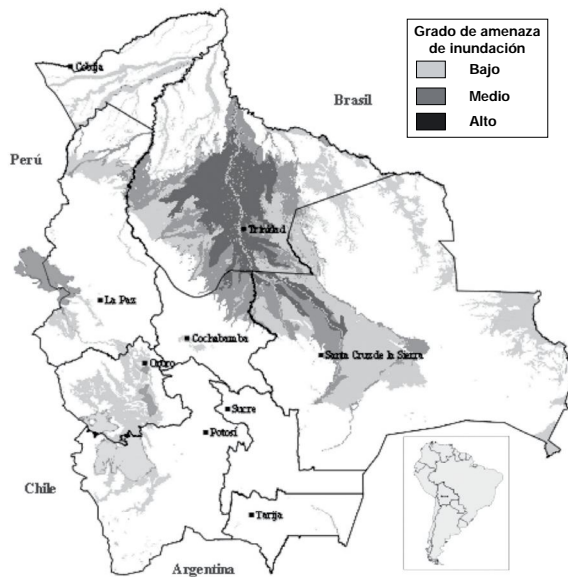 Grado de amenaza
de inundación
Bajo
Medio
Alto
Cobija
Brasil
Perú
Trinidad
La Paz
Cochabamba
Santa Cruz de la Sierra
Oruro
Sucre
Potosí
Chile
Tarija
Argentina